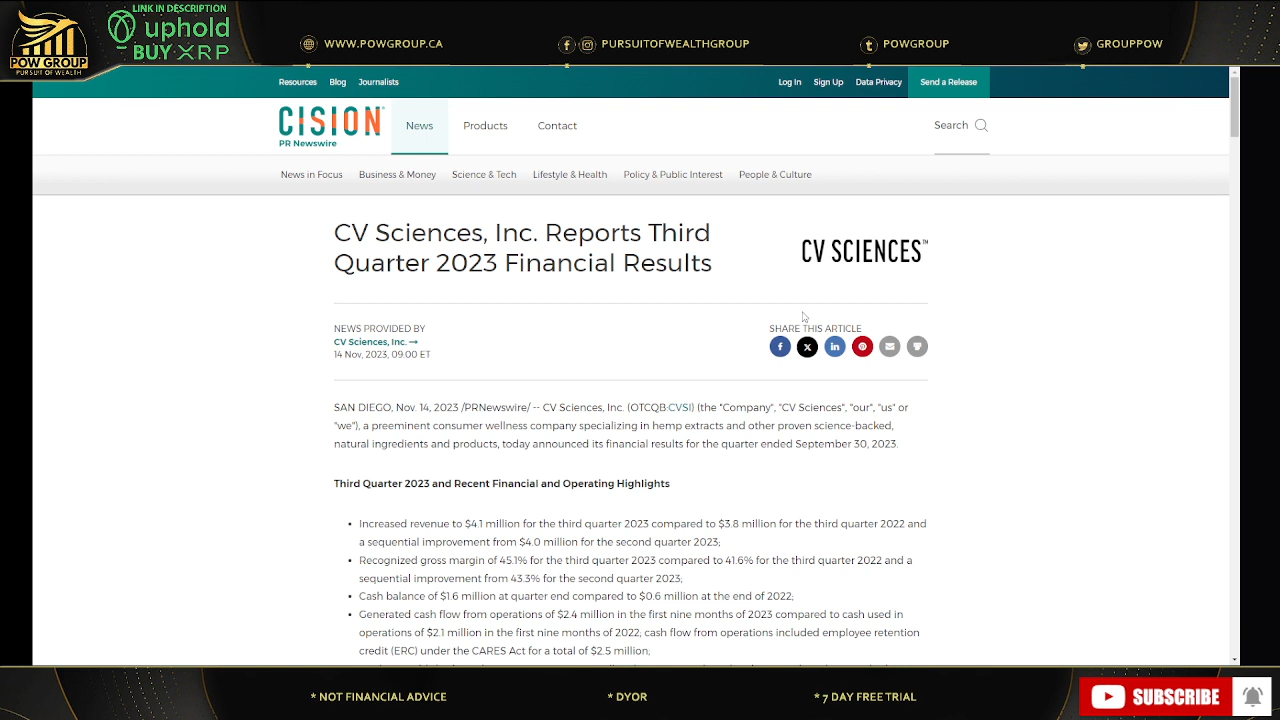 LINK IN DESCRIPTION
uphold
BUY XRP
POW GROUP
PURSUIT OF WEALTH
WWW.POWGROUP.CA
PURSUITOFWEALTHGROUP
POWGROUP
GROUPPOW
Resources Blog Journalists
Log In Sign Up Data Privacy Send a Release
CISION
PR Newswire
News Products Contact
Search
News in Focus Business & Money Science & Tech Lifestyle & Health Policy & Public Interest People & Culture
CV Sciences, Inc. Reports Third
Quarter 2023 Financial Results
CV SCIENCES™
NEWS PROVIDED BY
CV Sciences, Inc. →
14 Nov, 2023, 09:00 ET
SHARE THIS ARTICLE
SAN DIEGO, Nov. 14, 2023 /PRNewswire/ -- CV Sciences, Inc. (OTCQB:CVSI) (the "Company", "CV Sciences", "our", "us" or
"we"), a preeminent consumer wellness company specializing in hemp extracts and other proven science-backed,
natural ingredients and products, today announced its financial results for the quarter ended September 30, 2023.
Third Quarter 2023 and Recent Financial and Operating Highlights
• Increased revenue to $4.1 million for the third quarter 2023 compared to $3.8 million for the third quarter 2022 and
a sequential improvement from $4.0 million for the second quarter 2023;
• Recognized gross margin of 45.1% for the third quarter 2023 compared to 41.6% for the third quarter 2022 and a
sequential improvement from 43.3% for the second quarter 2023;
• Cash balance of $1.6 million at quarter end compared to $0.6 million at the end of 2022;
• Generated cash flow from operations of $2.4 million in the first nine months of 2023 compared to cash used in
operations of $2.1 million in the first nine months of 2022, cash flow from operations included employee retention
credit (ERC) under the CARES Act for a total of $2.5 million,
* NOT FINANCIAL ADVICE
* DYOR
* 7 DAY FREE TRIAL
SUBSCRIBE